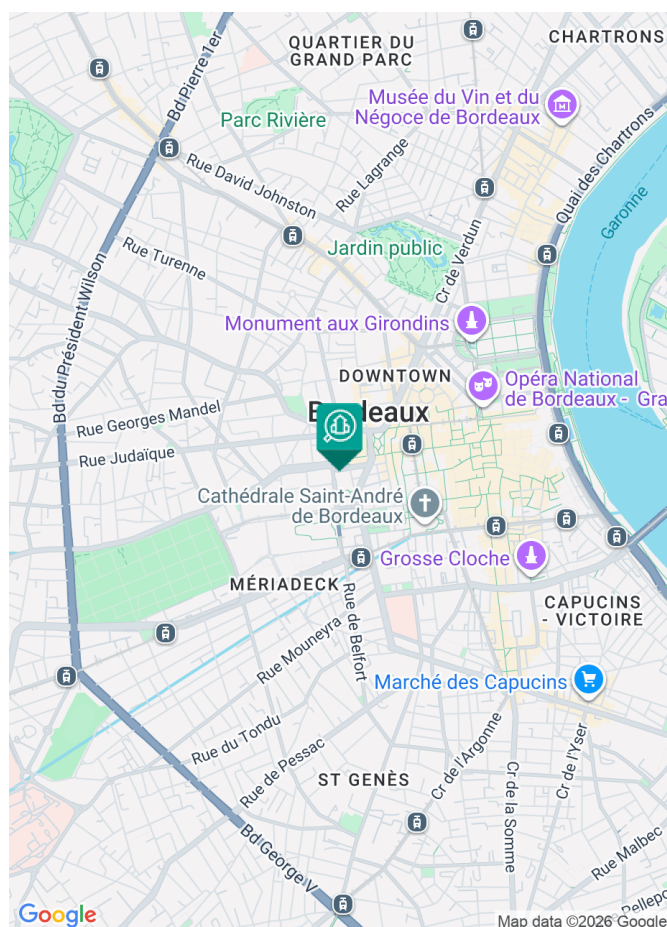 QUARTIER DU
GRAND PARC
CHARTRONS
Bd Pierre 1er
Musée du Vin et du
Négoce de Bordeaux
Parc Rivière
Rue Lagrange
Quai des Chartrons
Rue David Johnston
Garonne
Jardin public
Cr de Verdun
Rue Turenne
Bd du Président Wilson
Monument aux Girondins
DOWNTOWN
Opéra National
de Bordeaux - Gra
Rue Georges Mandel
Rue Judaïque
Cathédrale Saint-André
de Bordeaux
Grosse Cloche
MÉRIADECK
CAPUCINS
- VICTOIRE
Rue de Belfort
Rue Mouneyra
Marché des Capucins
Rue du Tondu
Rue de Pessac
Cr de l'Argonne
Cr de l'Yser
ST GENÈS
Cr de la Somme
Bd George V
Rue Malbec
Google
Map data ©2026 Google